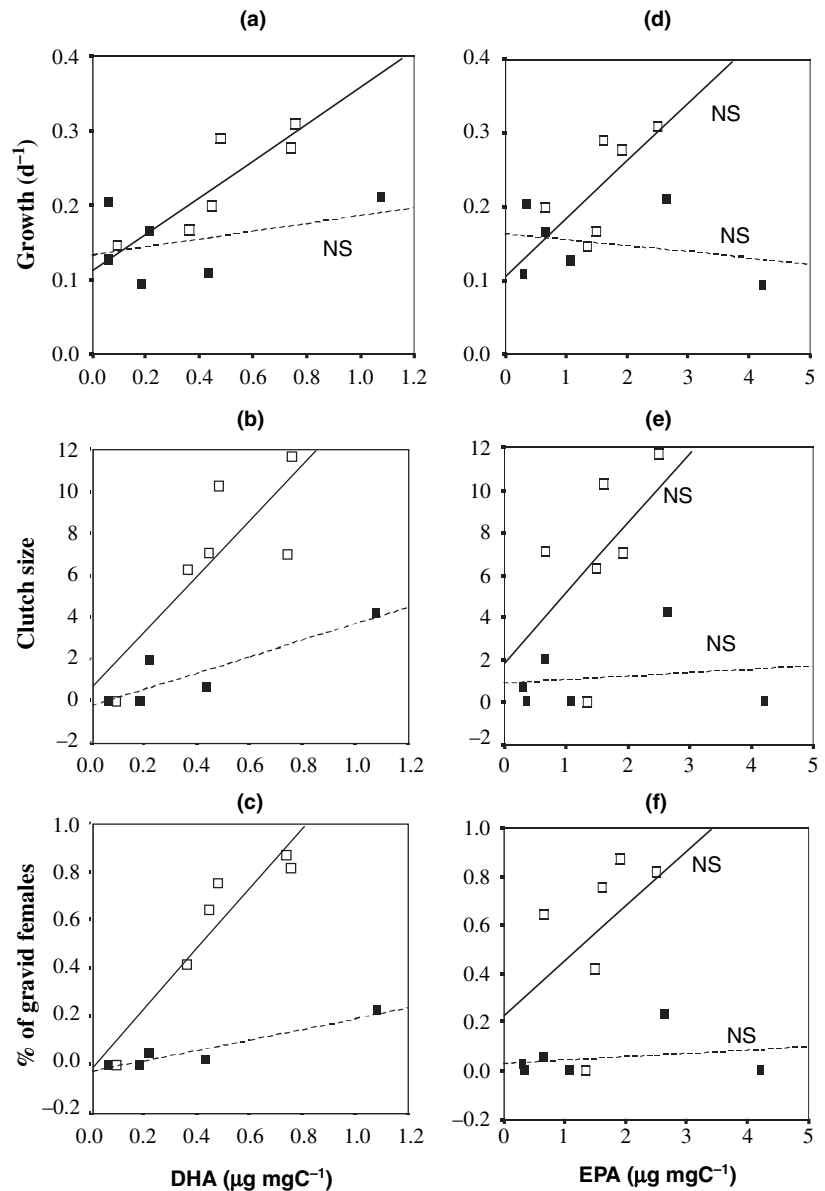 (a)
Growth (d⁻¹)
0.4
0.3
0.2
0.1
0.0
NS
0.0 0.2 0.4 0.6 0.8 1.0 1.2
(d)
0.4
0.3
0.2
0.1
0.0
NS
NS
0 1 2 3 4 5
(b)
Clutch size
12
10
8
6
4
2
0
–2
0.0 0.2 0.4 0.6 0.8 1.0 1.2
(e)
12
10
8
6
4
2
0
–2
NS
NS
0 1 2 3 4 5
(c)
% of gravid females
1.0
0.8
0.6
0.4
0.2
0.0
–0.2
0.0 0.2 0.4 0.6 0.8 1.0 1.2
DHA (µg mgC⁻¹)
(f)
1.0
0.8
0.6
0.4
0.2
0.0
–0.2
NS
NS
0 1 2 3 4 5
EPA (µg mgC⁻¹)